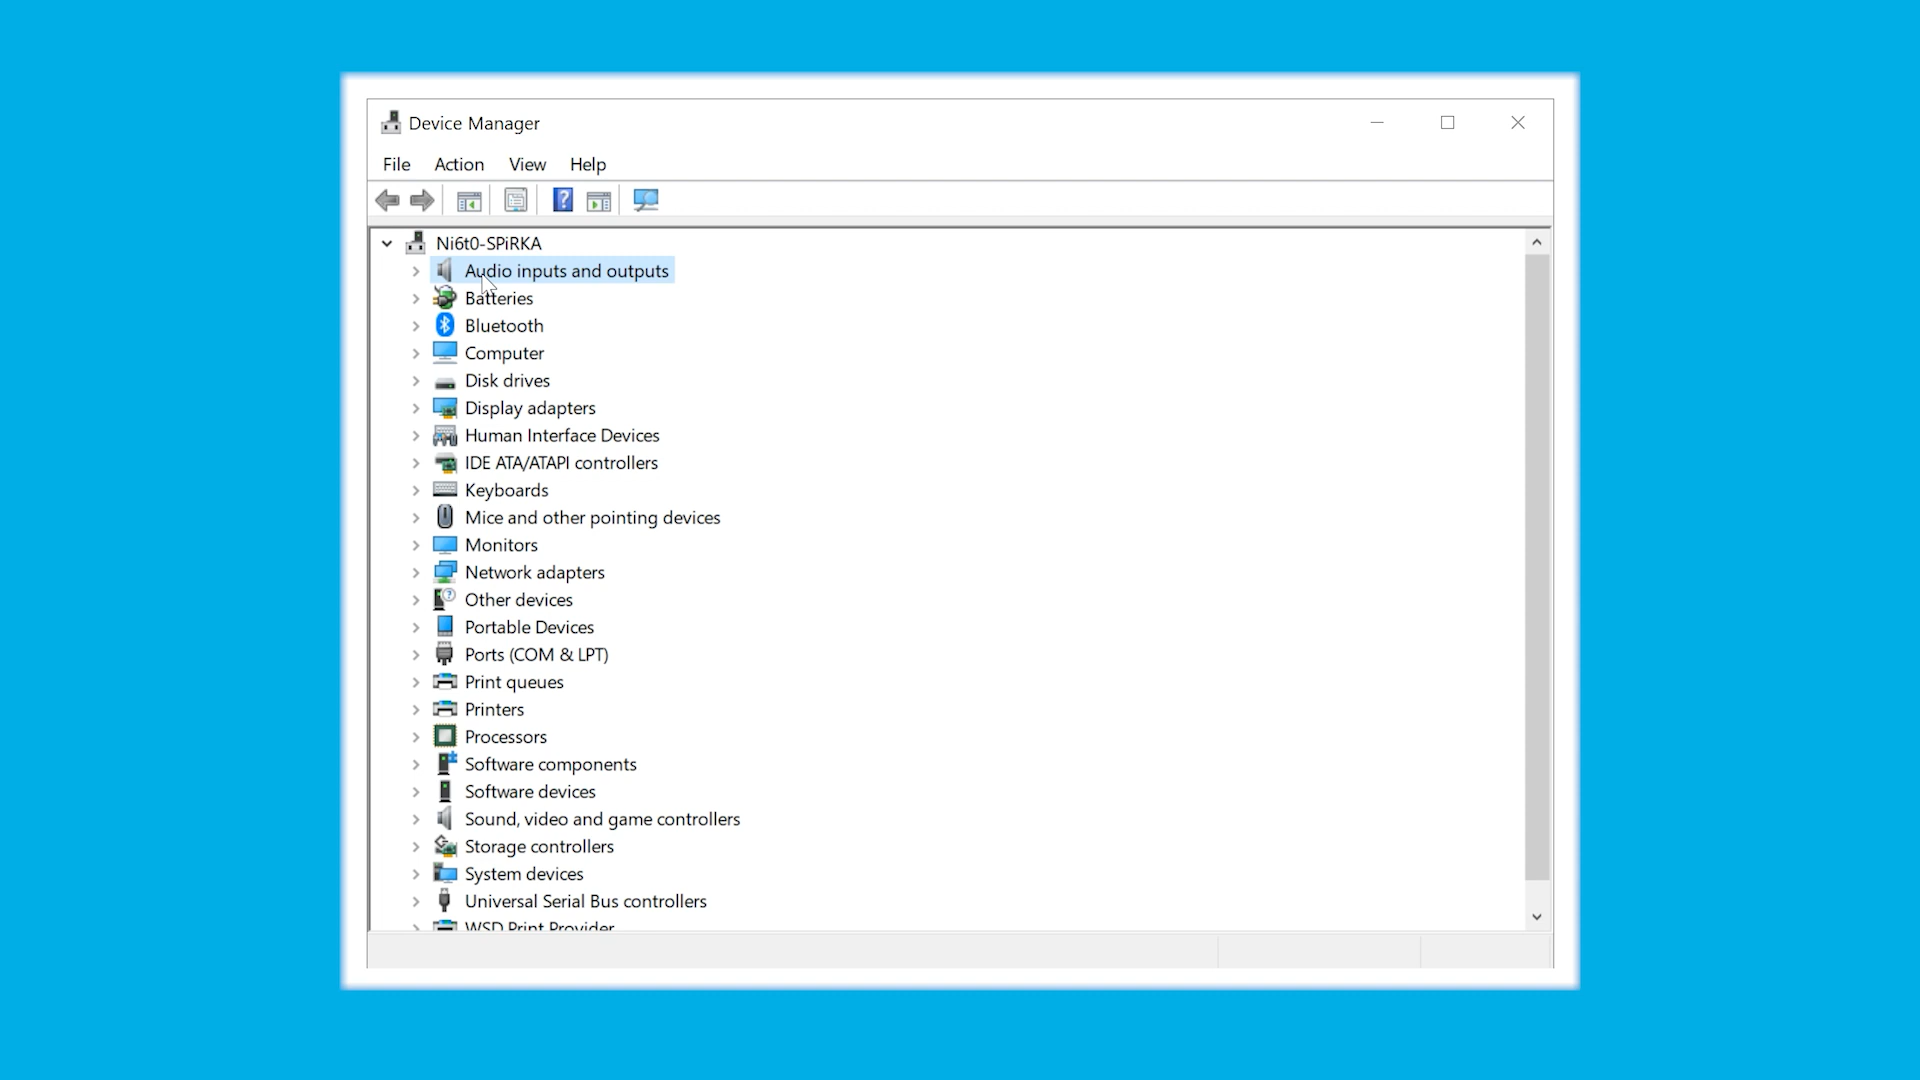 Device Manager
File Action View Help
Ni6t0-SPiRKA
Audio inputs and outputs
Batteries
Bluetooth
Computer
Disk drives
Display adapters
Human Interface Devices
IDE ATA/ATAPI controllers
Keyboards
Mice and other pointing devices
Monitors
Network adapters
Other devices
Portable Devices
Ports (COM & LPT)
Print queues
Printers
Processors
Software components
Software devices
Sound, video and game controllers
Storage controllers
System devices
Universal Serial Bus controllers
WSD Print Provider